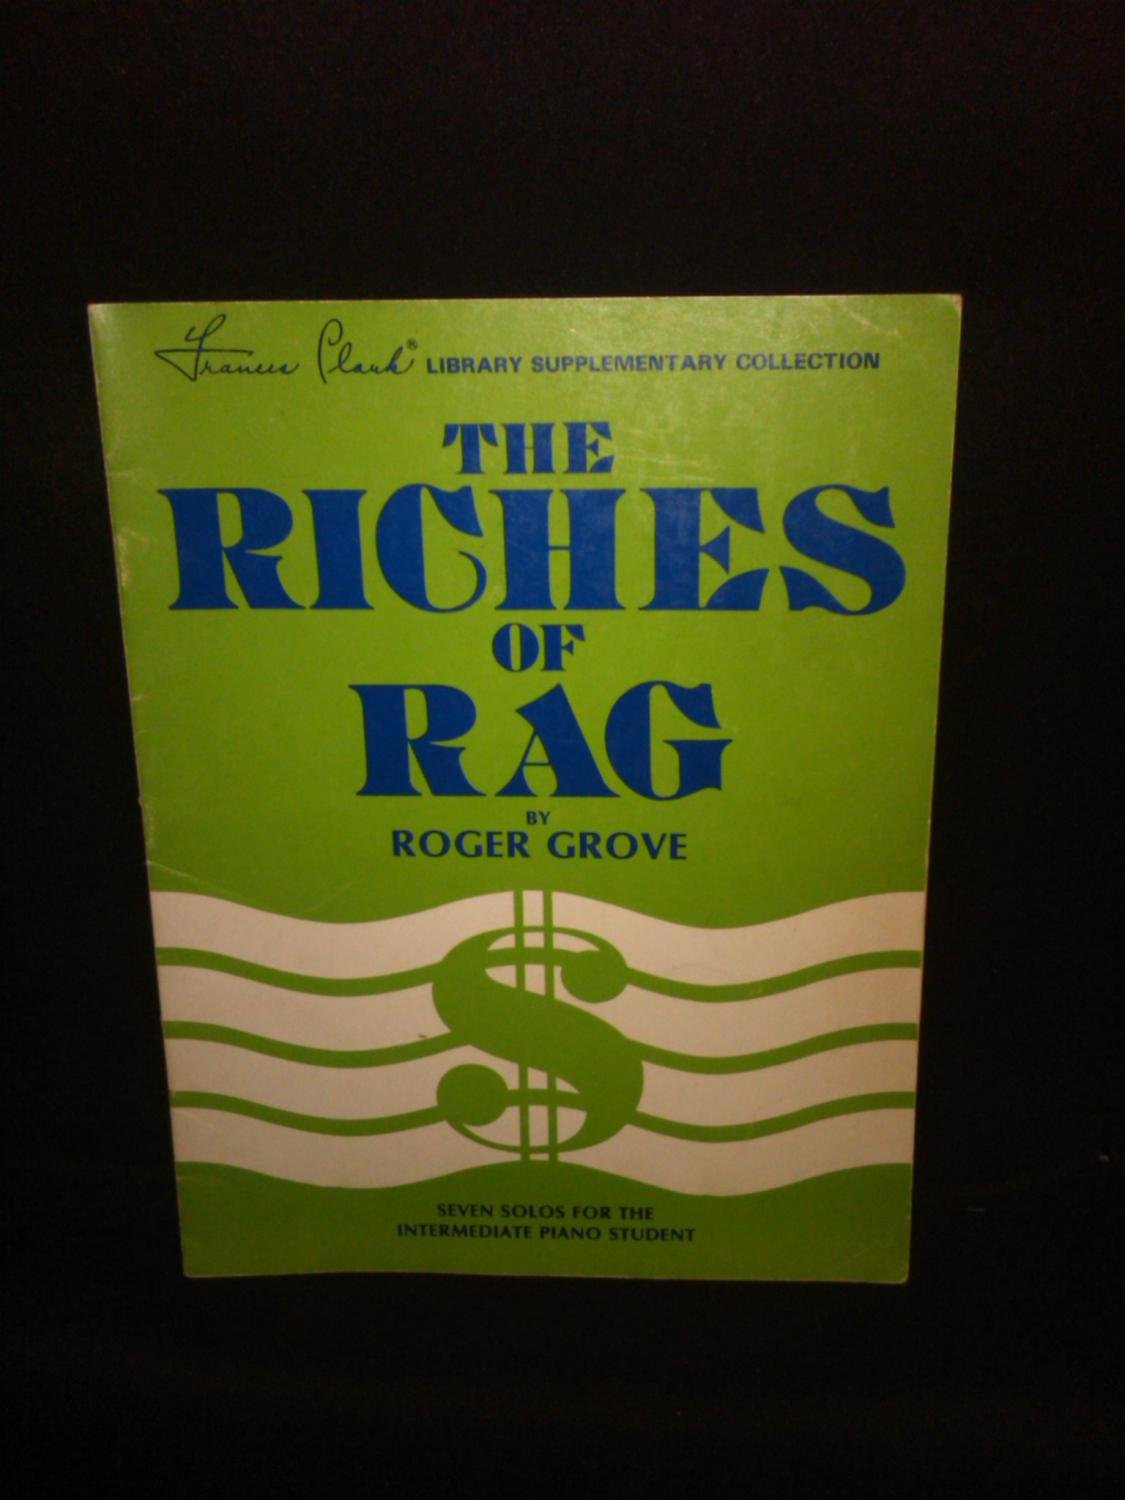 Frances Clark® LIBRARY SUPPLEMENTARY COLLECTION
THE
RICHES
OF
RAG
BY
ROGER GROVE
SEVEN SOLOS FOR THE
INTERMEDIATE PIANO STUDENT